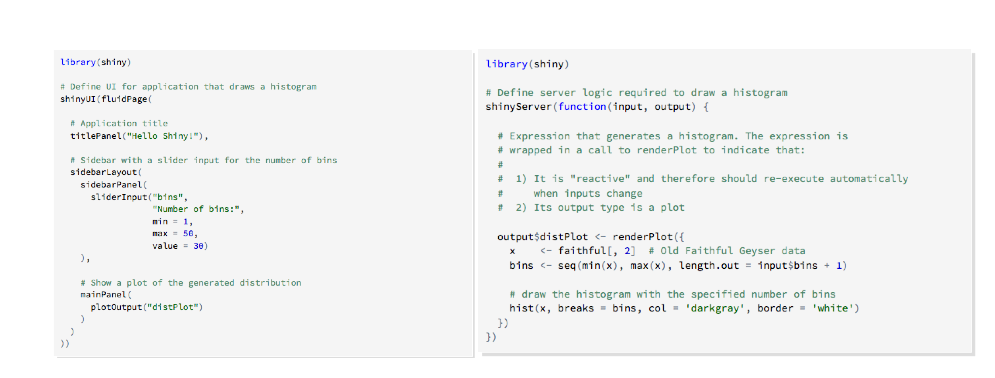 library(shiny)
# Define UI for application that draws a histogram
shinyUI(fluidPage(
# Application title
titlePanel("Hello Shiny!"),
# Sidebar with a slider input for the number of bins
sidebarLayout(
sidebarPanel(
sliderInput("bins",
"Number of bins:",
min = 1,
max = 50,
value = 30)
),
# Show a plot of the generated distribution
mainPanel(
plotOutput("distPlot")
)
)
))
library(shiny)
# Define server logic required to draw a histogram
shinyServer(function(input, output) {
# Expression that generates a histogram. The expression is
# wrapped in a call to renderPlot to indicate that:
#
#  1) It is "reactive" and therefore should re-execute automatically
#     when inputs change
#  2) Its output type is a plot
output$distPlot <- renderPlot({
x    <- faithful[, 2]  # Old Faithful Geyser data
bins <- seq(min(x), max(x), length.out = input$bins + 1)
# draw the histogram with the specified number of bins
hist(x, breaks = bins, col = 'darkgray', border = 'white')
})
})